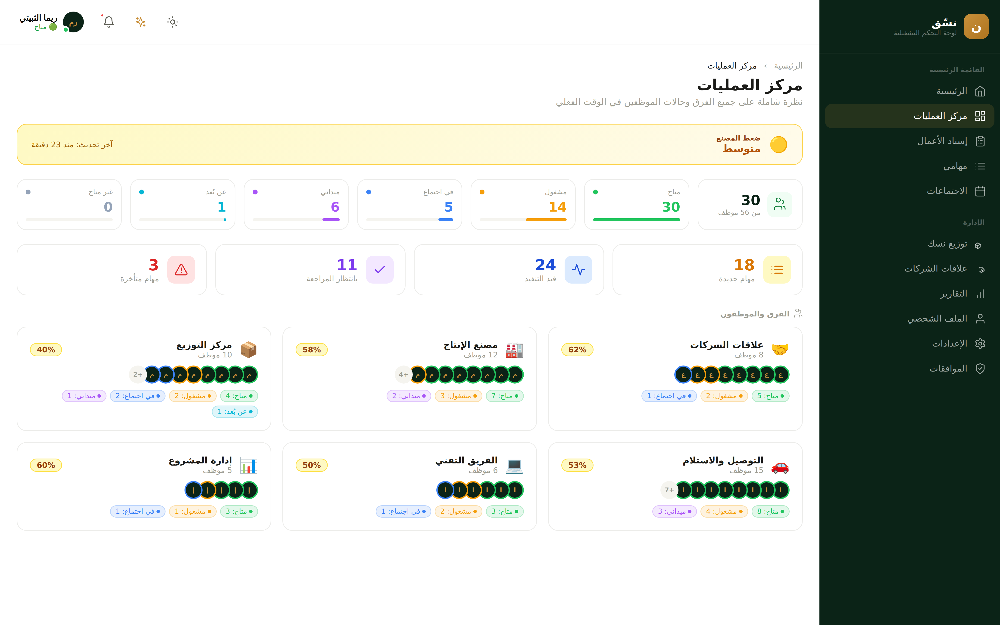 ن
نسّق
لوحة التحكم التشغيلية
القائمة الرئيسية
الرئيسية
مركز العمليات
إسناد الأعمال
مهامي
الاجتماعات
الإدارة
توزيع نسك
علاقات الشركات
التقارير
الملف الشخصي
الإعدادات
الموافقات
رم
ريما الثبيتي
متاح
الرئيسية › مركز العمليات
مركز العمليات
نظرة شاملة على جميع الفرق وحالات الموظفين في الوقت الفعلي
ضغط المصنع
متوسط
آخر تحديث: منذ 23 دقيقة
30
من 56 موظف
متاح
30
مشغول
14
في اجتماع
5
ميداني
6
عن بُعد
1
غير متاح
0
18
مهام جديدة
24
قيد التنفيذ
11
بانتظار المراجعة
3
مهام متأخرة
الفرق والموظفون
علاقات الشركات
8 موظف
62%
ع ع ع ع ع ع ع ع
متاح: 5 مشغول: 2 في اجتماع: 1
مصنع الإنتاج
12 موظف
58%
م م م م م م م م +4
متاح: 7 مشغول: 3 ميداني: 2
مركز التوزيع
10 موظف
40%
م م م م م م م م +2
متاح: 4 مشغول: 2 في اجتماع: 2 ميداني: 1
عن بُعد: 1
التوصيل والاستلام
15 موظف
53%
ا ا ا ا ا ا ا ا +7
متاح: 8 مشغول: 4 ميداني: 3
الفريق التقني
6 موظف
50%
ا ا ا ا ا ا
متاح: 3 مشغول: 2 في اجتماع: 1
إدارة المشروع
5 موظف
60%
إ إ إ إ إ
متاح: 3 مشغول: 1 في اجتماع: 1